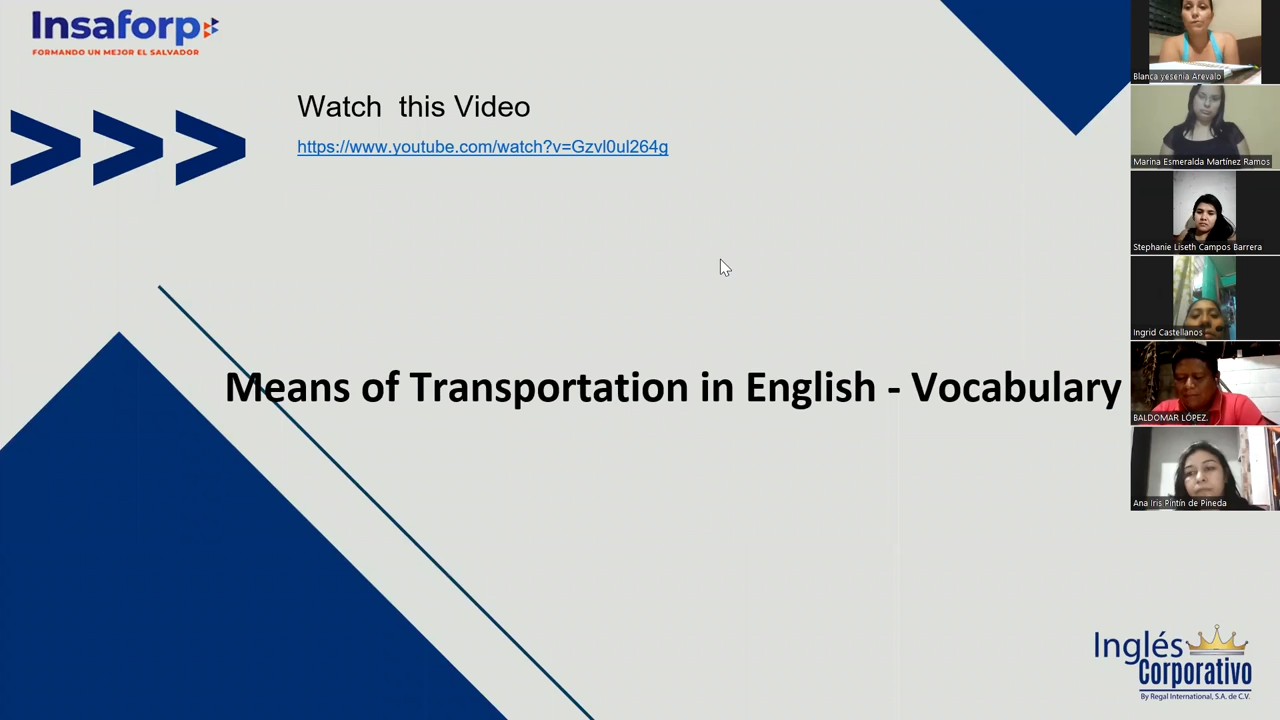 Insaforp
FORMANDO UN MEJOR EL SALVADOR
Watch this Video
https://www.youtube.com/watch?v=Gzvl0ul264g
Means of Transportation in English - Vocabulary
Blanca yesenia Arevalo
Marina Esmeralda Martínez Ramos
Stephanie Liseth Campos Barrera
Ingrid Castellanos
BALDOMAR LÓPEZ.
Ana Iris Pintín de Pineda
Inglés
Corporativo
By Regal International, S.A. de C.V.